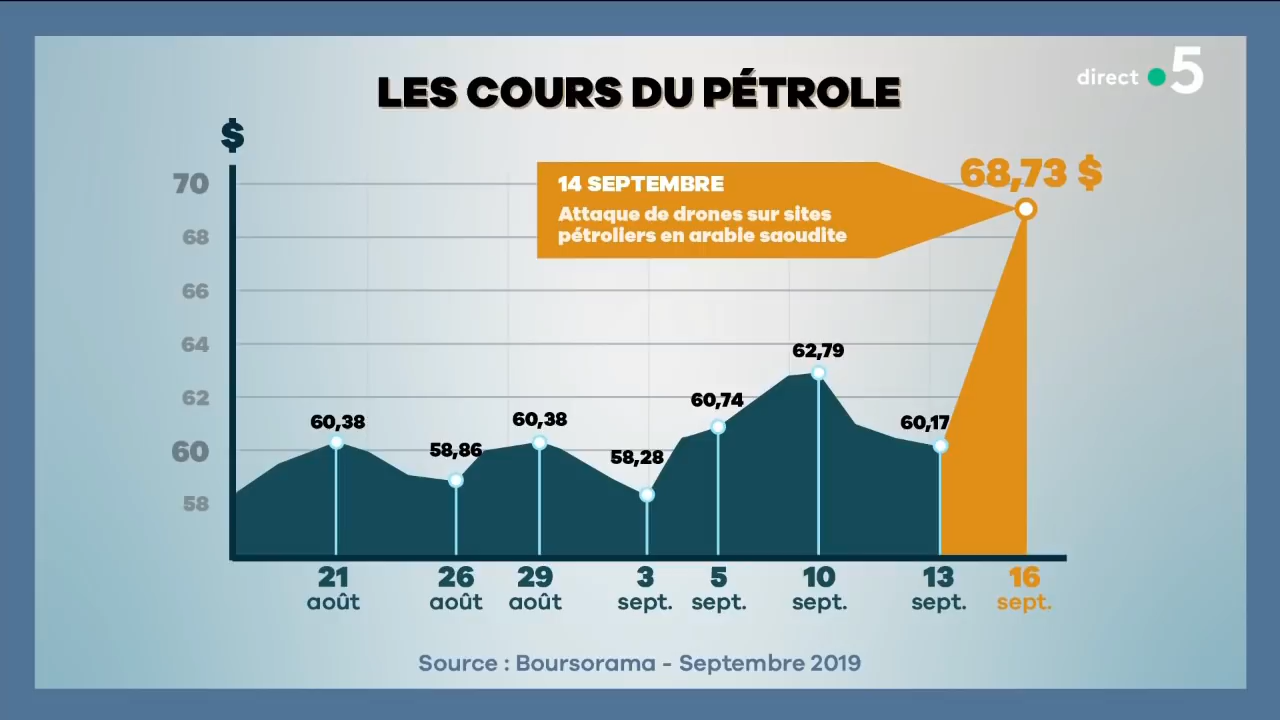 LES COURS DU PÉTROLE
direct 5
$
70
68
66
64
62
60
58
14 SEPTEMBRE
Attaque de drones sur sites
pétroliers en arabie saoudite
68,73 $
60,38
58,86
60,38
58,28
60,74
62,79
60,17
21 26 29 3 5 10 13 16
août août août sept. sept. sept. sept. sept.
Source : Boursorama - Septembre 2019